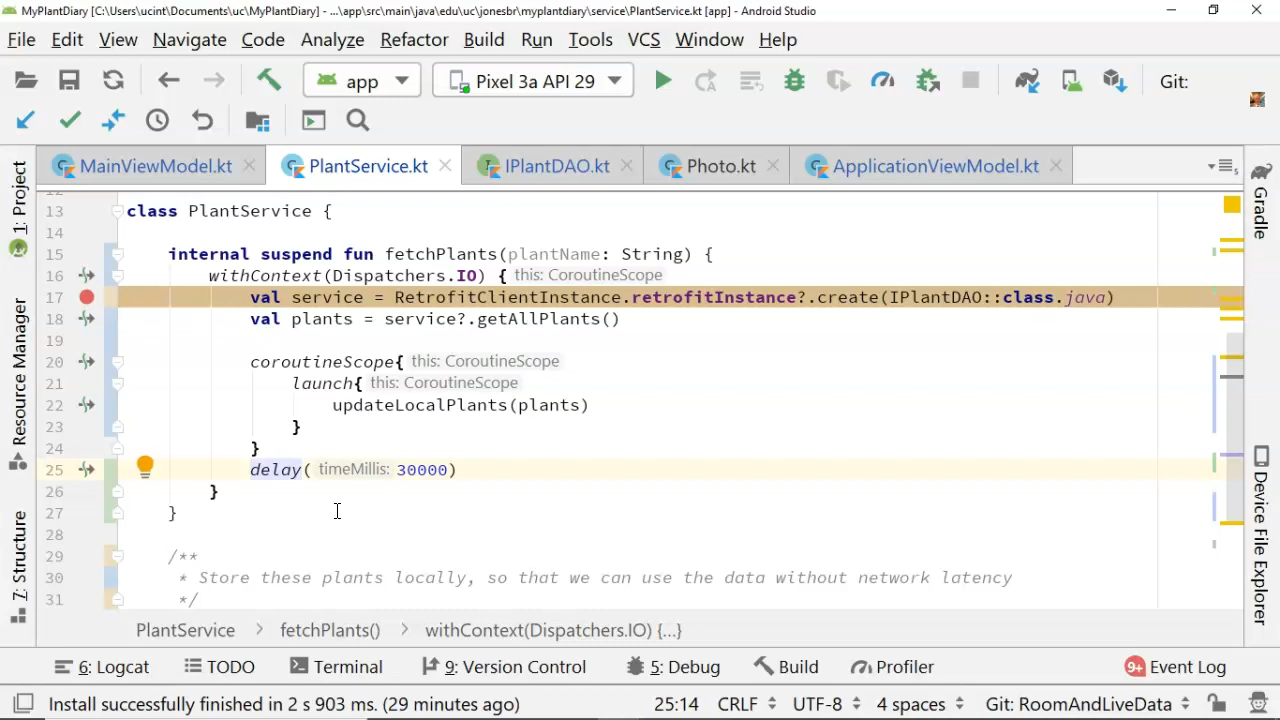 MyPlantDiary [C:\Users\ucint\Documents\uc\MyPlantDiary] - ...\app\src\main\java\edu\uc\jonesbr\myplantdiary\service\PlantService.kt [app] - Android Studio
File Edit View Navigate Code Analyze Refactor Build Run Tools VCS Window Help
app Pixel 3a API 29 Git:
MainViewModel.kt PlantService.kt IPlantDAO.kt Photo.kt ApplicationViewModel.kt
1: Project
Resource Manager
7: Structure
13 class PlantService {
14
15 internal suspend fun fetchPlants(plantName: String) {
16 withContext(Dispatchers.IO) { this: CoroutineScope
17 val service = RetrofitClientInstance.retrofitInstance?.create(IPlantDAO::class.java)
18 val plants = service?.getAllPlants()
19
20 coroutineScope{ this: CoroutineScope
21 launch{ this: CoroutineScope
22 updateLocalPlants(plants)
23 }
24 }
25 delay( timeMillis: 30000)
26 }
27 }
28
29 /**
30 * Store these plants locally, so that we can use the data without network latency
31 */
Gradle
Device File Explorer
PlantService > fetchPlants() > withContext(Dispatchers.IO) {...}
6: Logcat TODO Terminal 9: Version Control 5: Debug Build Profiler 9+ Event Log
Install successfully finished in 2 s 903 ms. (29 minutes ago) 25:14 CRLF UTF-8 4 spaces Git: RoomAndLiveData